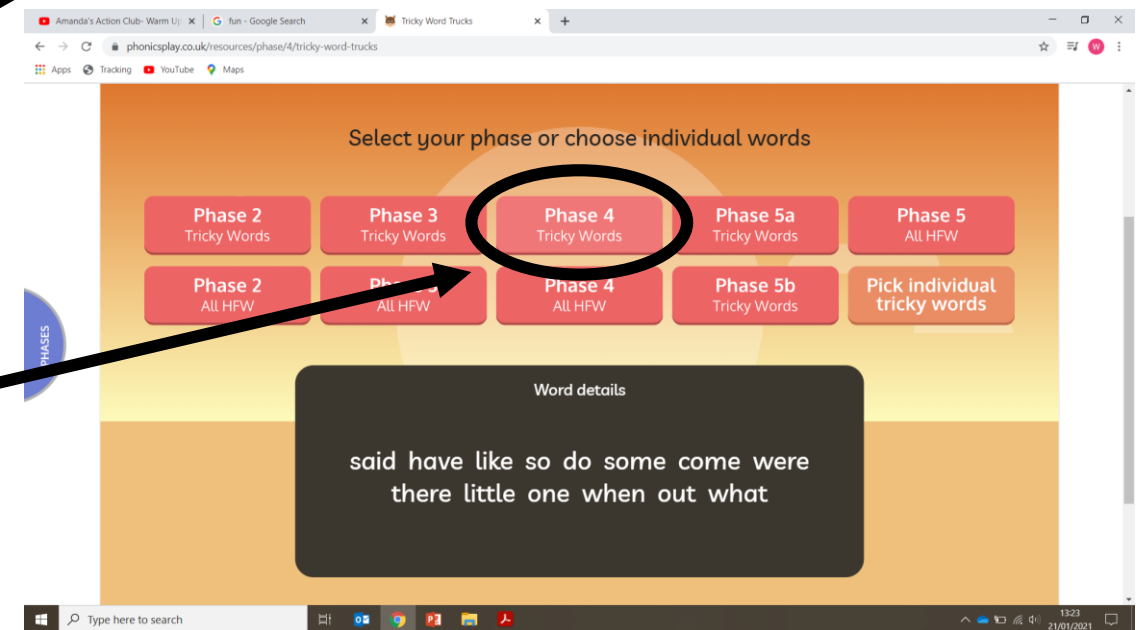 Amanda's Action Club- Warm Up
fun - Google Search
Tricky Word Trucks
phonicsplay.co.uk/resources/phase/4/tricky-word-trucks
W
Apps Tracking YouTube Maps
Select your phase or choose individual words
Phase 2 Phase 3 Phase 4 Phase 5a Phase 5
Tricky Words Tricky Words Tricky Words Tricky Words All HFW
Phase 2 Phase 4 Phase 5b Pick individual
All HFW All HFW All HFW Tricky Words tricky words
PHASES
Word details
said have like so do some come were
there little one when out what
Type here to search
13:23
21/01/2021